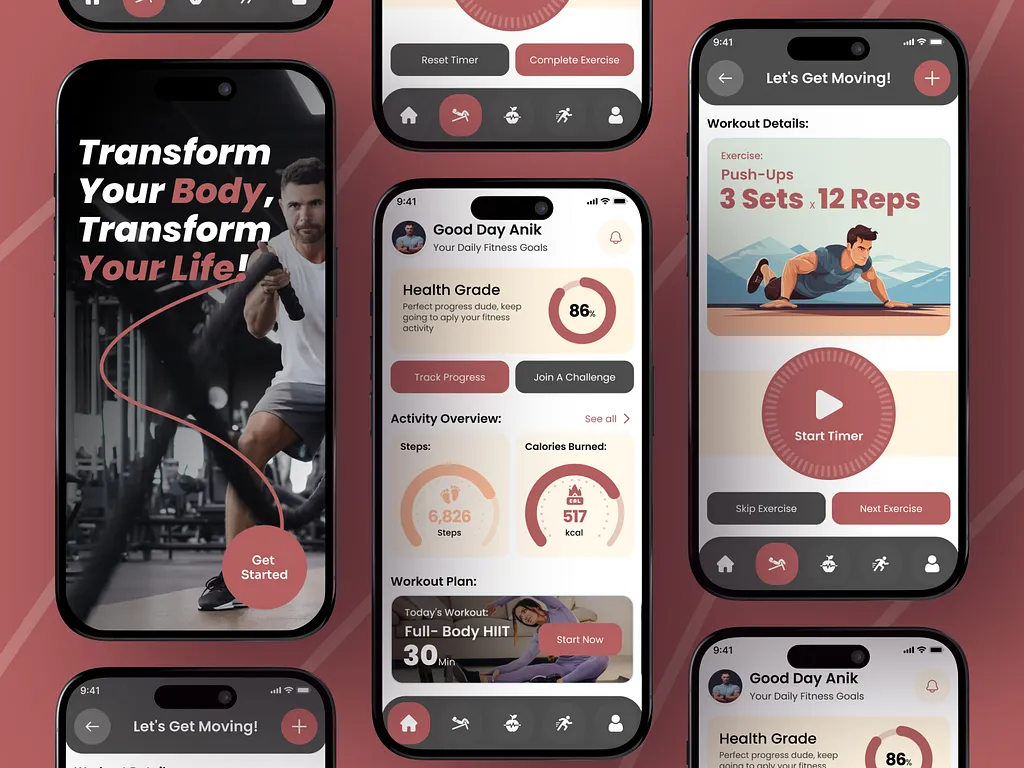 Transform
Your Body,
Transform
Your Life!
Get
Started
9:41
Let's Get Moving!
Reset Timer
Complete Exercise
9:41
Good Day Anik
Your Daily Fitness Goals
Health Grade
Perfect progress dude, keep
going to aply your fitness
activity
86%
Track Progress
Join A Challenge
Activity Overview:
See all
Steps:
6,826
Steps
Calories Burned:
CAL
517
kcal
Workout Plan:
Today's Workout:
Full- Body HIIT
30 Min
Start Now
9:41
Let's Get Moving!
Workout Details:
Exercise:
Push-Ups
3 Sets x 12 Reps
Start Timer
Skip Exercise
Next Exercise
9:41
Good Day Anik
Your Daily Fitness Goals
Health Grade
Perfect progress dude, keep
going to aply your fitness
86%